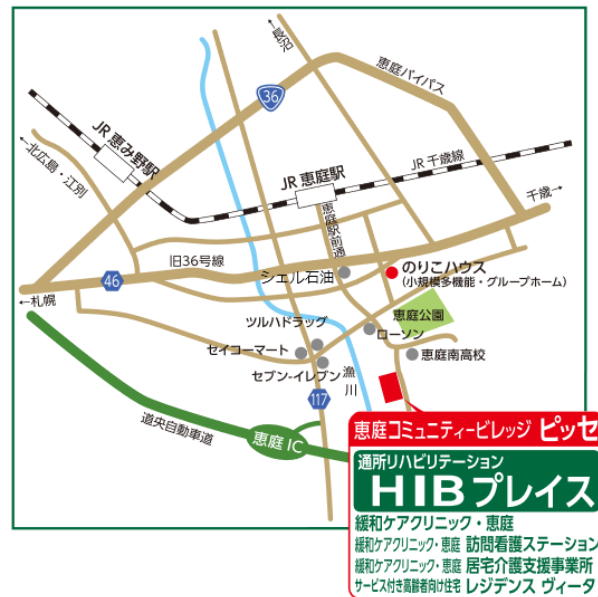 ←長沼
恵庭バイパス
36
JR 恵み野駅
←北広島・江別
JR 恵庭駅
JR 千歳線
千歳→
恵庭駅前通
旧36号線
46
←札幌
シェル石油
のりこハウス
(小規模多機能・グループホーム)
恵庭公園
ツルハドラッグ
ローソン
セイコーマート
恵庭南高校
セブン-イレブン
漁川
117
道央自動車道
恵庭 IC
恵庭コミュニティービレッジ ピッセ
通所リハビリテーション
HIBプレイス
緩和ケアクリニック・恵庭
緩和ケアクリニック・恵庭 訪問看護ステーション
緩和ケアクリニック・恵庭 居宅介護支援事業所
サービス付き高齢者向け住宅 レジデンス ヴィータ